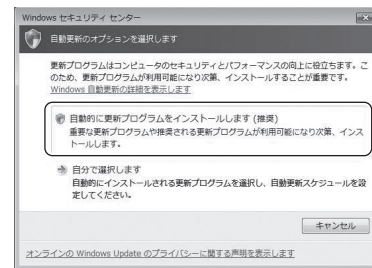 Windows セキュリティ センター
自動更新のオプションを選択します
更新プログラムはコンピュータのセキュリティとパフォーマンスの向上に役立ちます。こ
のため、更新プログラムが利用可能になり次第、インストールすることが重要です。
Windows 自動更新の詳細を表示します
自動的に更新プログラムをインストールします (推奨)
重要な更新プログラムや推奨される更新プログラムが利用可能になり次第、インス
トールします。
自分で選択します
自動的にインストールされる更新プログラムを選択し、自動更新スケジュールを設
定してください。
キャンセル
オンラインの Windows Update のプライバシーに関する声明を表示します